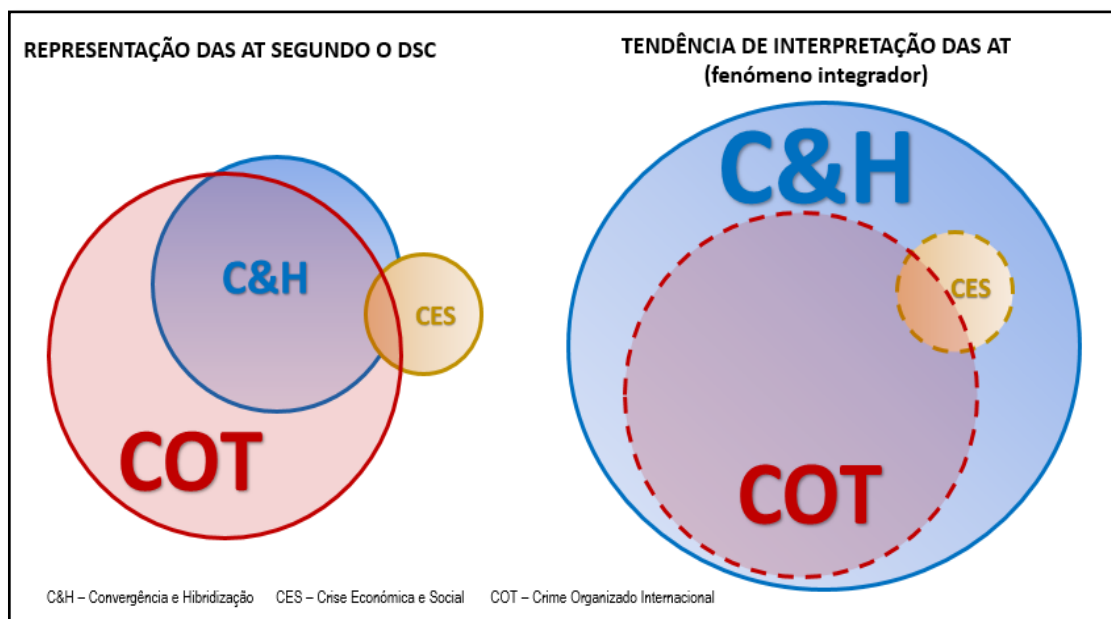 REPRESENTAÇÃO DAS AT SEGUNDO O DSC
TENDÊNCIA DE INTERPRETAÇÃO DAS AT
(fenómeno integrador)
C&H
CES
COT
C&H
CES
COT
C&H – Convergência e Hibridização CES – Crise Económica e Social COT – Crime Organizado Internacional